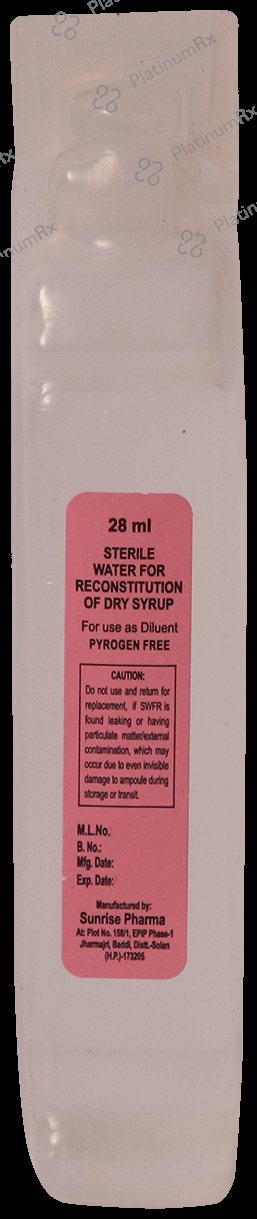 PlatinumRx
PlatinumRx
PlatinumRx
28 ml
STERILE
WATER FOR
RECONSTITUTION
OF DRY SYRUP
For use as Diluent
PYROGEN FREE
CAUTION:
Do not use and return for
replacement, if SWFR is
found leaking or having
particulate matter/external
contamination, which may
occur due to even invisible
damage to ampoule during
storage or transit.
M.L.No.
B. No.:
Mfg. Date:
Exp. Date:
Manufactured by:
Sunrise Pharma
At: Plot No. 158/1, EPIP Phase-1
Jharmajri, Baddi, Distt.-Solan
(H.P.)-173205